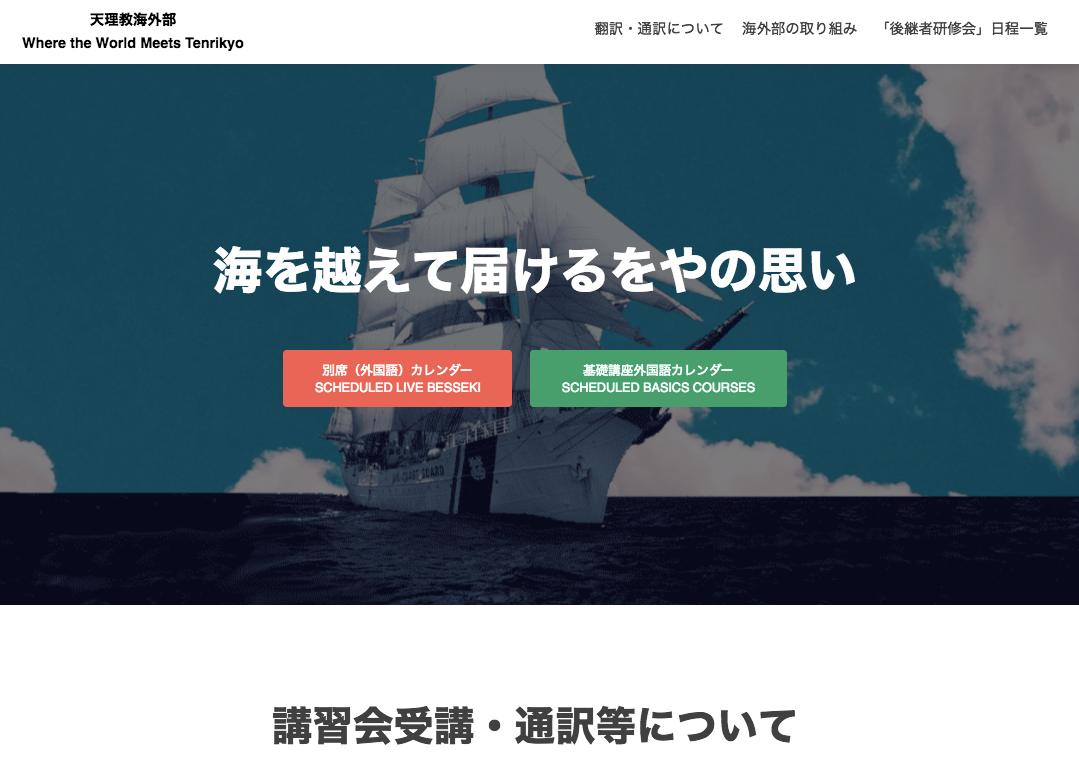 天理教海外部
Where the World Meets Tenrikyo
翻訳・通訳について
海外部の取り組み
「後継者研修会」日程一覧
海を越えて届けるをやの思い
別席（外国語）カレンダー
SCHEDULED LIVE BESSEKI
基礎講座外国語カレンダー
SCHEDULED BASICS COURSES
U.S. COAST GUARD
講習会受講・通訳等について